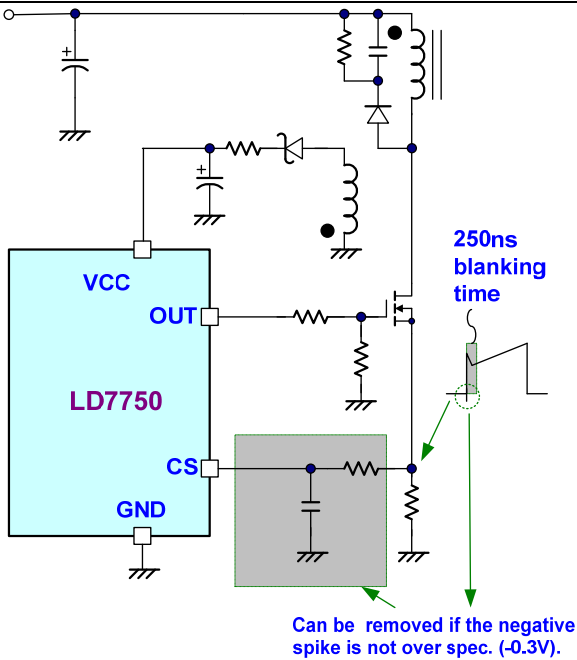 +
+
VCC
OUT
LD7750
CS
GND
250ns
blanking
time
Can be removed if the negative
spike is not over spec. (-0.3V).